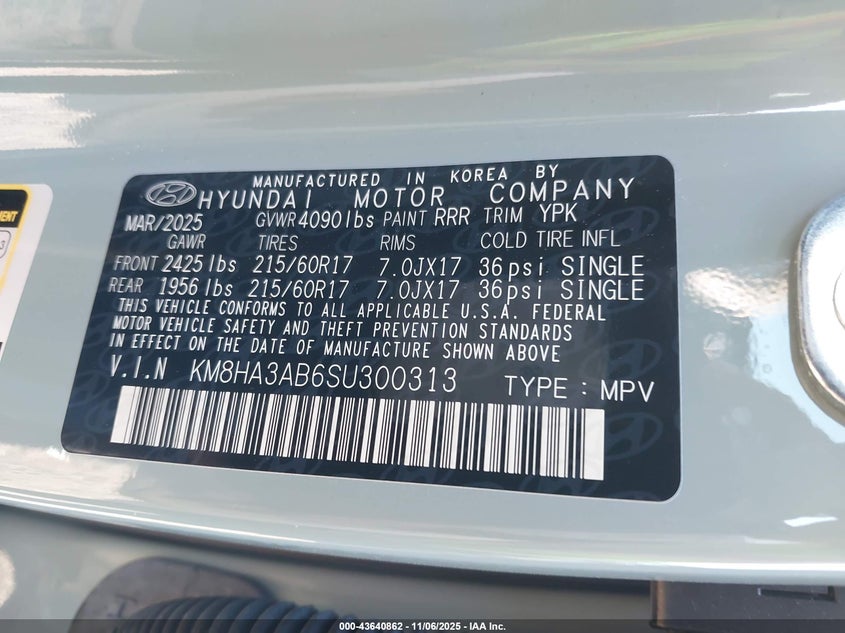 MANUFACTURED IN KOREA BY
HYUNDAI MOTOR COMPANY
MAR/2025 GVWR 4090 lbs PAINT RRR TRIM YPK
GAWR TIRES RIMS COLD TIRE INFL
FRONT 2425 lbs 215/60R17 7.0JX17 36 psi SINGLE
REAR 1956 lbs 215/60R17 7.0JX17 36 psi SINGLE
THIS VEHICLE CONFORMS TO ALL APPLICABLE U.S.A. FEDERAL
MOTOR VEHICLE SAFETY AND THEFT PREVENTION STANDARDS
IN EFFECT ON THE DATE OF MANUFACTURE SHOWN ABOVE
V.I.N KM8HA3AB6SU300313 TYPE : MPV
000-43640862 - 11/06/2025 - IAA Inc.